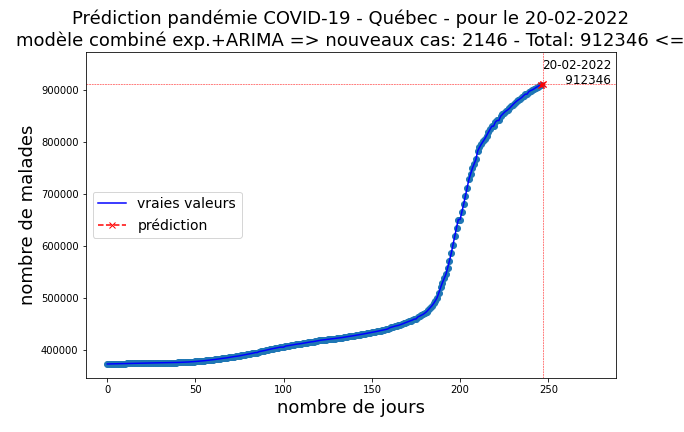 Prédiction pandémie COVID-19 - Québec - pour le 20-02-2022
modèle combiné exp.+ARIMA => nouveaux cas: 2146 - Total: 912346 <=
20-02-2022
912346
900000
800000
700000
600000
500000
400000
nombre de malades
vraies valeurs
prédiction
0 50 100 150 200 250
nombre de jours